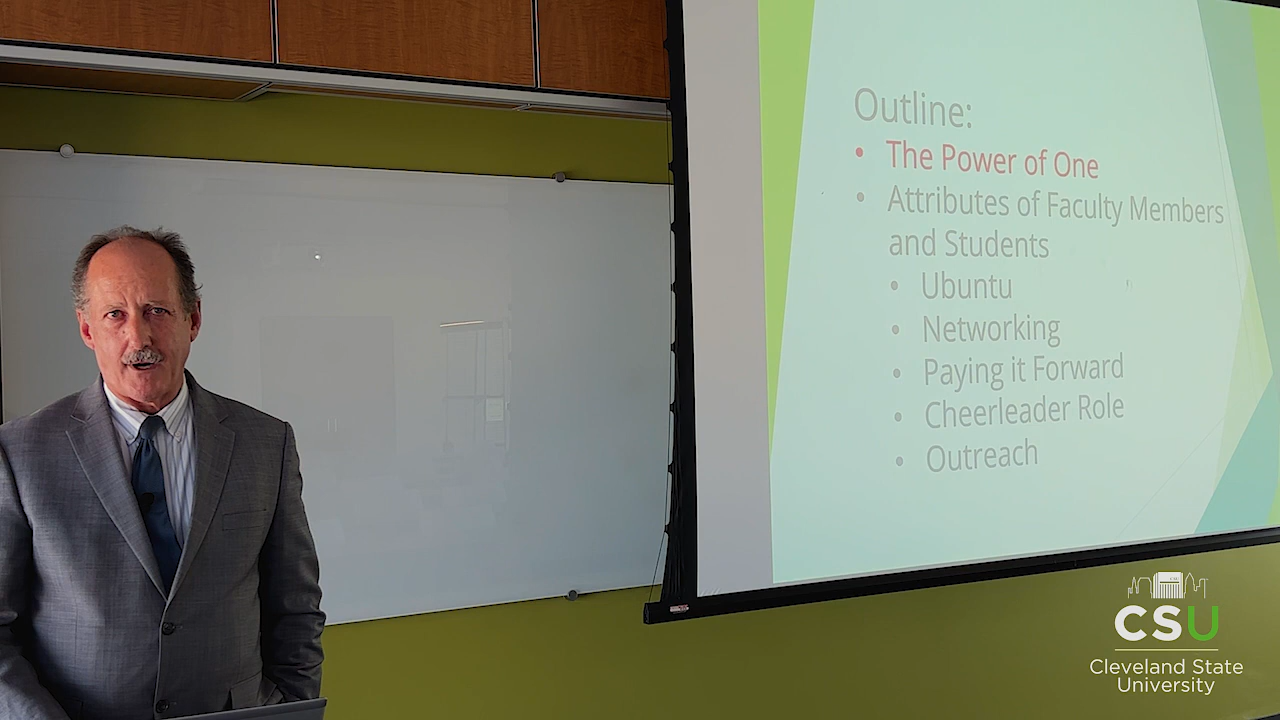 Outline:
• The Power of One
• Attributes of Faculty Members
and Students
• Ubuntu
• Networking
• Paying it Forward
• Cheerleader Role
• Outreach
CSU
Cleveland State
University